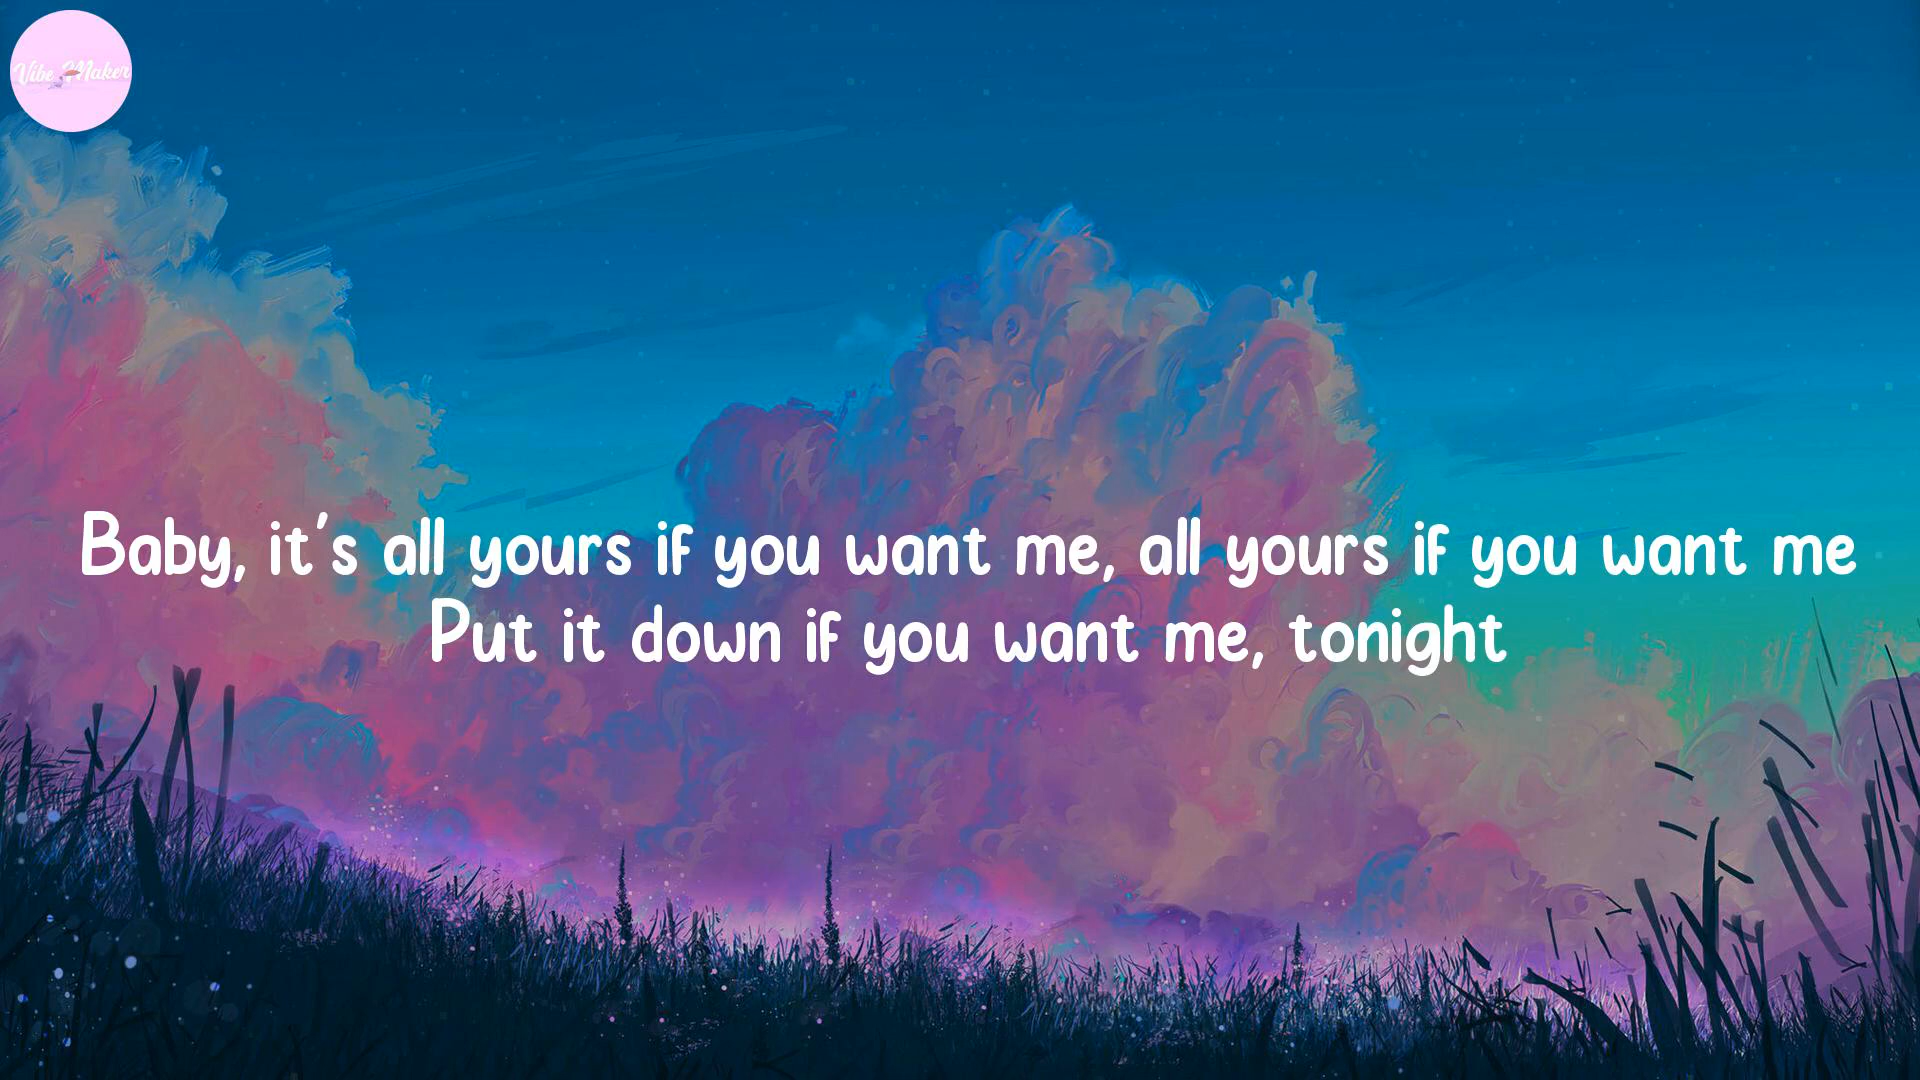 Vibe Maker
Baby, it's all yours if you want me, all yours if you want me
Put it down if you want me, tonight